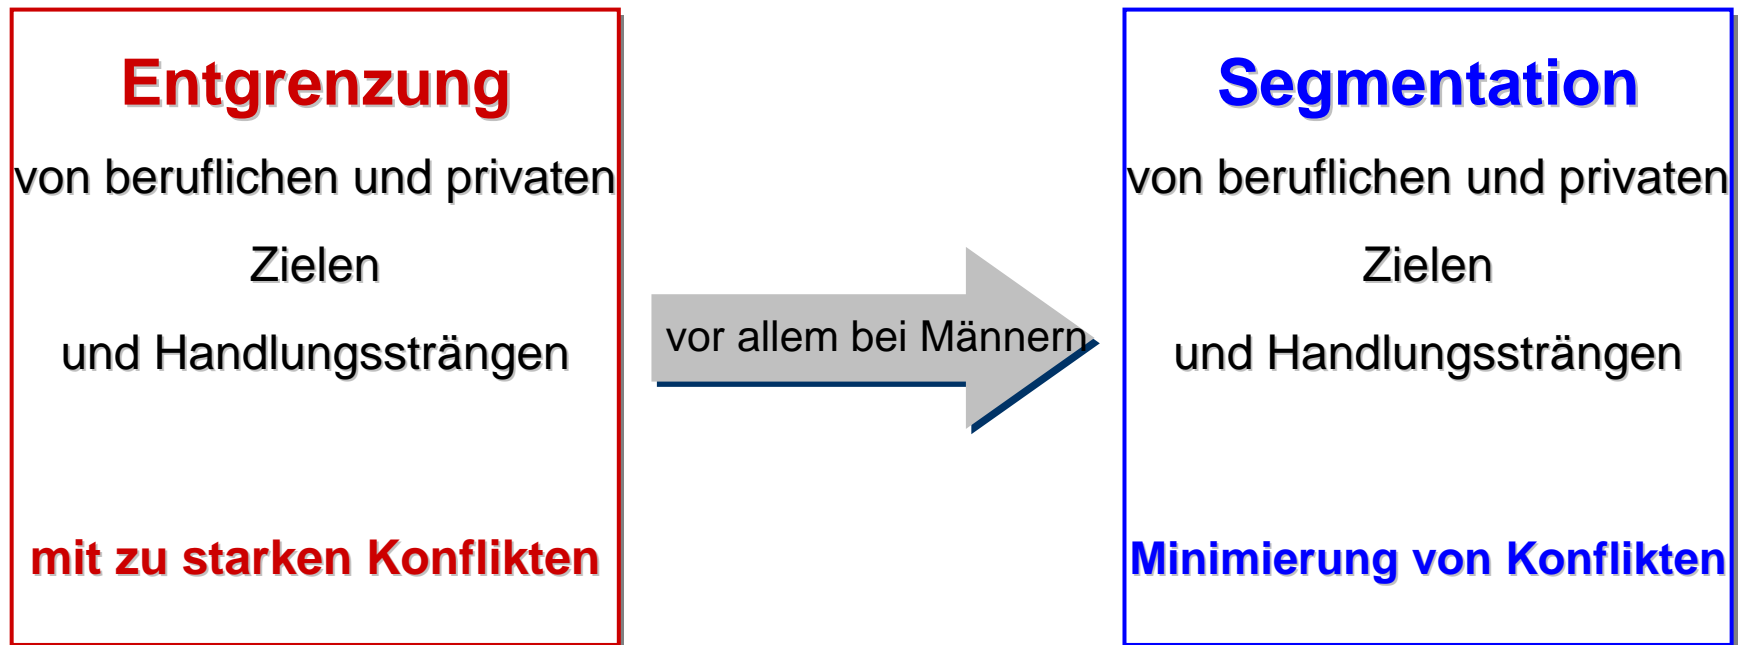 Entgrenzung
von beruflichen und privaten
Zielen
und Handlungssträngen
mit zu starken Konflikten
vor allem bei Männern
Segmentation
von beruflichen und privaten
Zielen
und Handlungssträngen
Minimierung von Konflikten